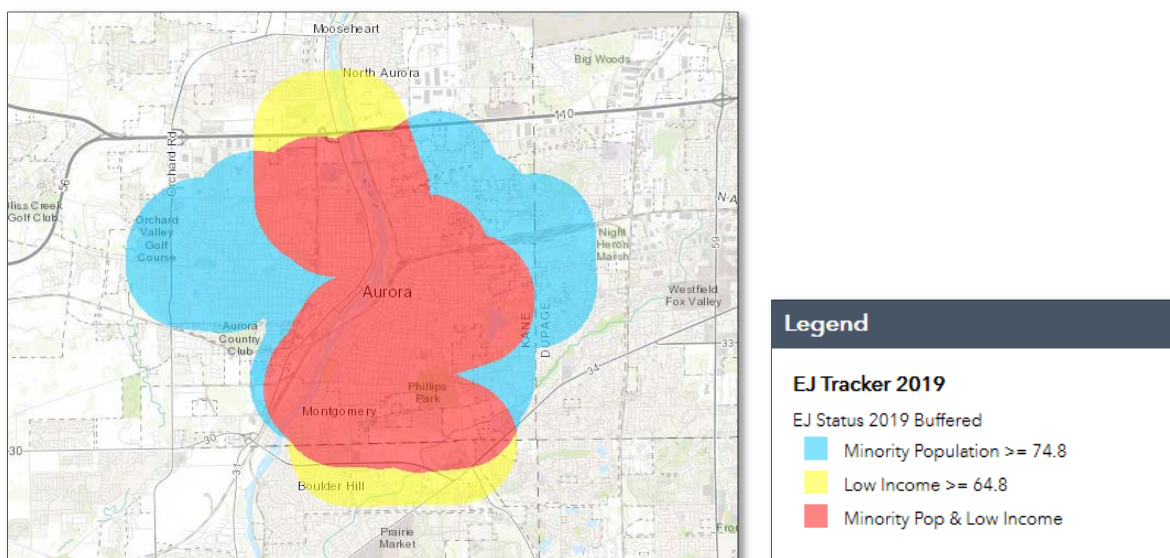 Mooseheart
Big Woods
North Aurora
140
Orchard-Rd
56
Bliss Creek
Golf Club
N-A
Orchard
Valley
Golf
Course
Night
Heron
Marsh
59
Westfield
Fox Valley
Aurora
KANE
DUPAGE
Aurora
Country
Club
33
34
Phillips
Park
Montgomery
30
30
31
Boulder Hill
Prairie
Market
Fro
Legend
EJ Tracker 2019
EJ Status 2019 Buffered
Minority Population >= 74.8
Low Income >= 64.8
Minority Pop & Low Income